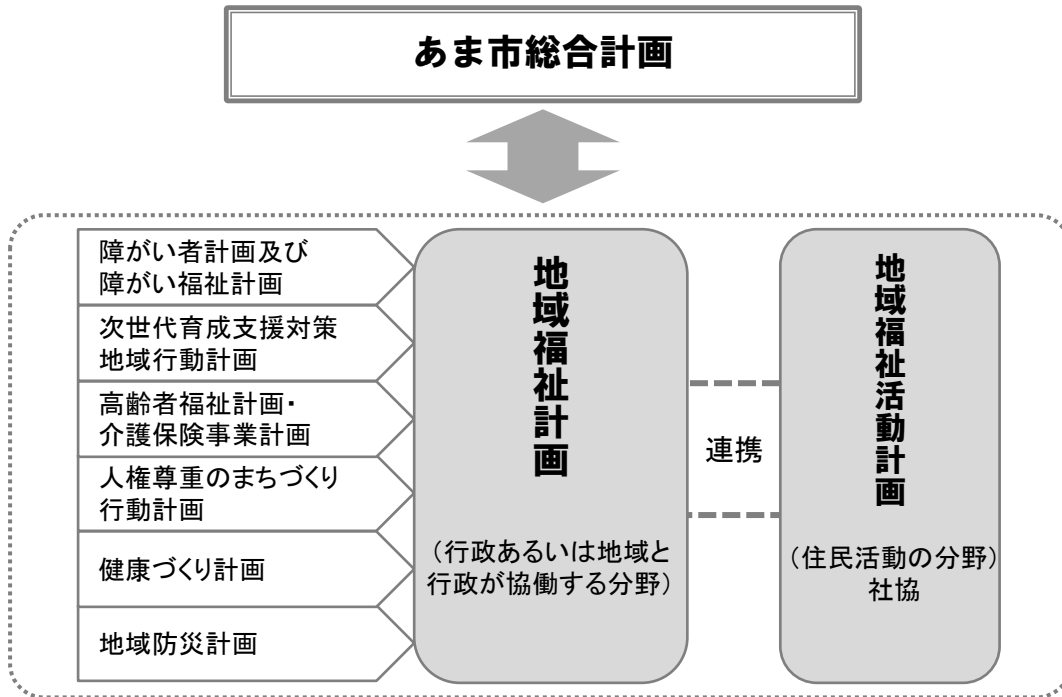 あま市総合計画
障がい者計画及び
障がい福祉計画
次世代育成支援対策
地域行動計画
高齢者福祉計画・
介護保険事業計画
人権尊重のまちづくり
行動計画
健康づくり計画
地域防災計画
地域福祉計画
（行政あるいは地域と
行政が協働する分野）
連携
地域福祉活動計画
（住民活動の分野）
社協